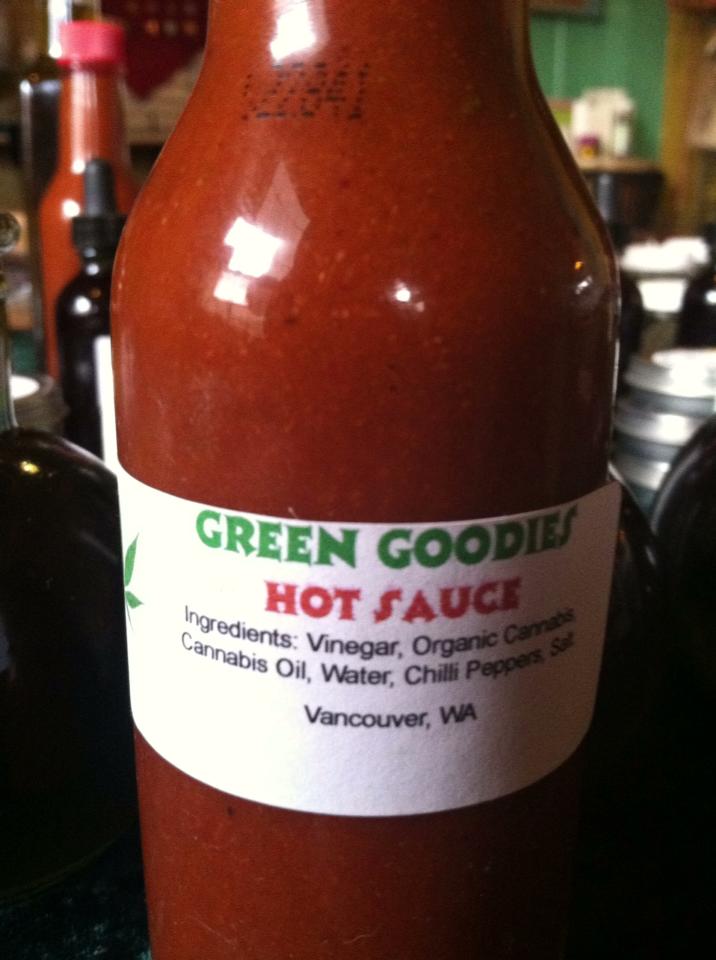 GREEN GOODIES
HOT SAUCE
Ingredients: Vinegar, Organic Cannabis
Cannabis Oil, Water, Chilli Peppers, Salt
Vancouver, WA